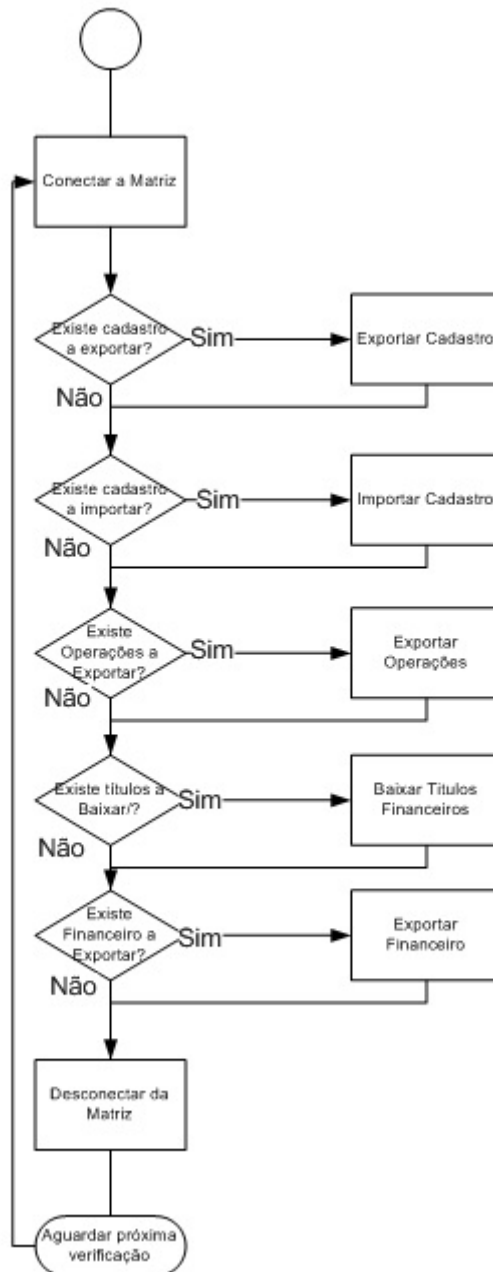 Conectar a Matriz
Existe cadastro
a exportar?
Sim
Exportar Cadastro
Não
Existe cadastro
a importar?
Sim
Importar Cadastro
Não
Existe
Operações a
Exportar?
Sim
Exportar
Operações
Não
Existe titulos a
Baixar/?
Sim
Baixar Titulos
Financeiros
Não
Existe
Financeiro a
Exportar?
Sim
Exportar
Financeiro
Não
Desconectar da
Matriz
Aguardar próxima
verificação